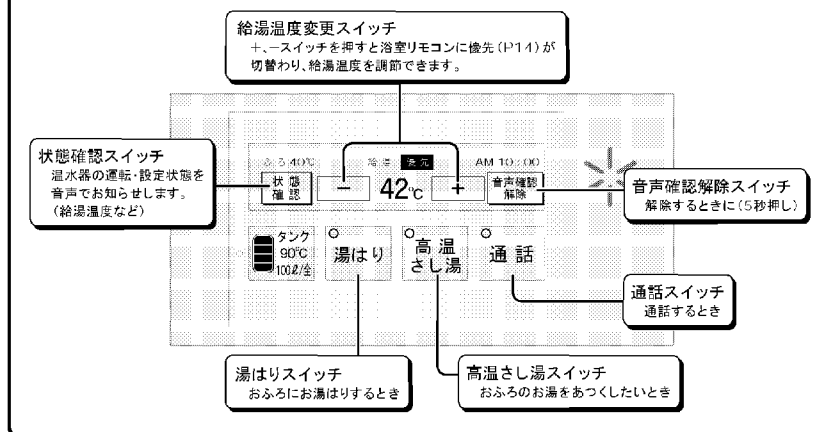 給湯温度変更スイッチ
+、−スイッチを押すと浴室リモコンに優先(P14)が
切替わり、給湯温度を調節できます。
状態確認スイッチ
温水器の運転・設定状態を
音声でお知らせします。
(給湯温度など)
ふろ40℃
給湯 優先
AM 10:00
状態
確認
−
42℃
+
音声確認
解除
音声確認解除スイッチ
解除するときに(5秒押し)
タンク
90℃
100ℓ/全
湯はり
高温
さし湯
通話
通話スイッチ
通話するとき
湯はりスイッチ
おふろにお湯はりするとき
高温さし湯スイッチ
おふろのお湯をあつくしたいとき